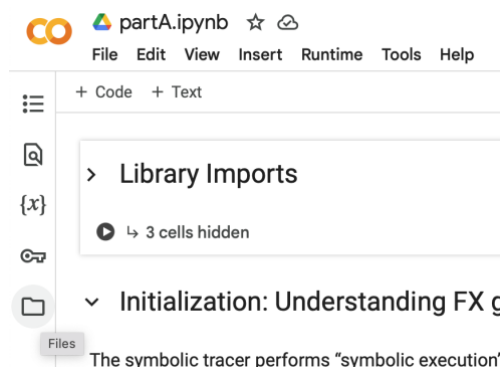 partA.ipynb
File Edit View Insert Runtime Tools Help
+ Code + Text
Library Imports
{x}
3 cells hidden
Initialization: Understanding FX
Files
The symbolic tracer performs “symbolic execution”